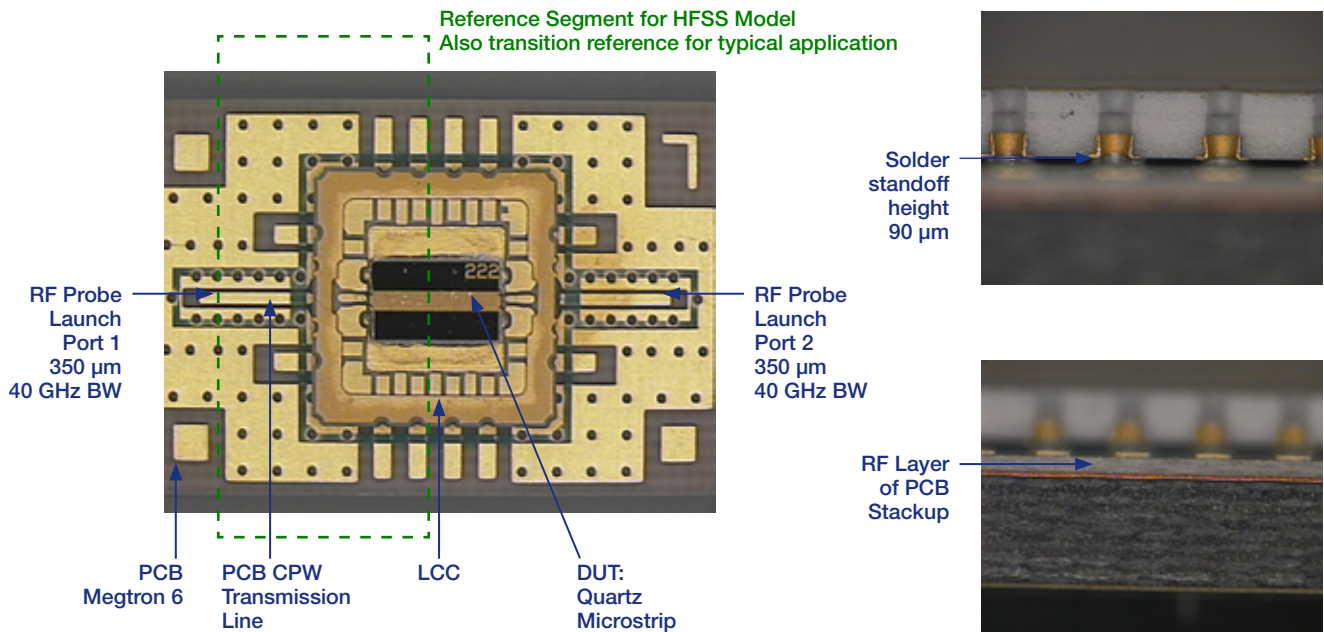 Reference Segment for HFSS Model
Also transition reference for typical application
222
RF Probe
Launch
Port 1
350 µm
40 GHz BW
RF Probe
Launch
Port 2
350 µm
40 GHz BW
PCB
Megtron 6
PCB CPW
Transmission
Line
LCC
DUT:
Quartz
Microstrip
Solder
standoff
height
90 µm
RF Layer
of PCB
Stackup